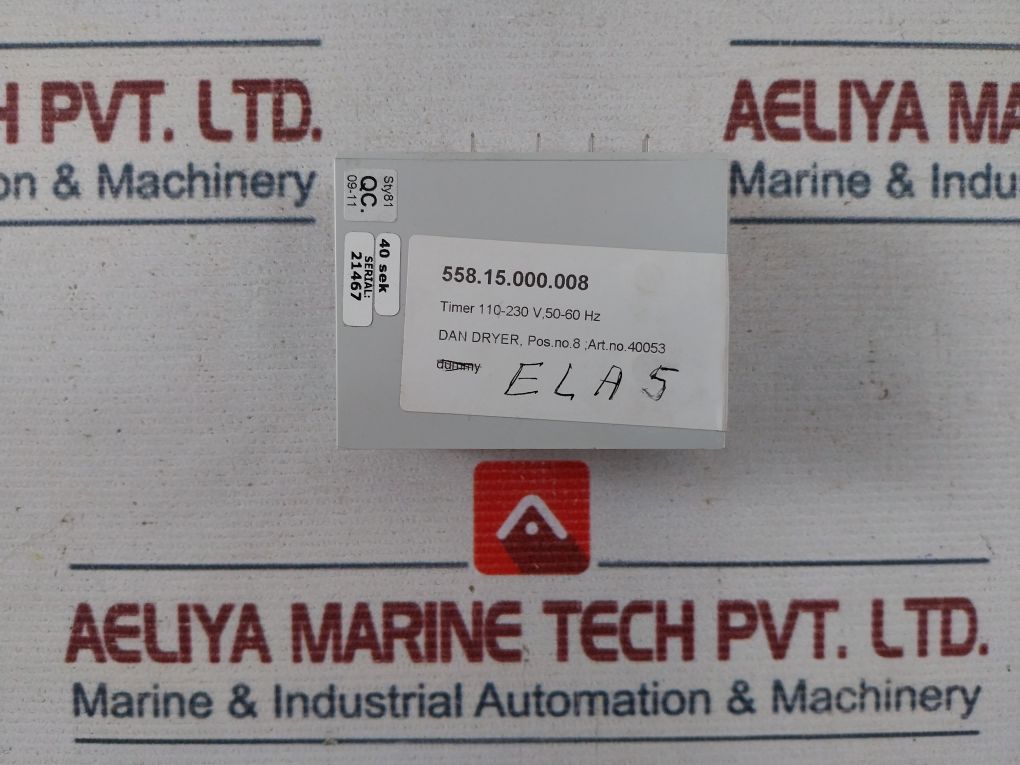 H PVT. LTD.
on & Machinery
AELIYA MA
Marine & Indu
Sty81
QC.
09-11
40 sek
SERIAL:
21467
558.15.000.008
Timer 110-230 V,50-60 Hz
DAN DRYER, Pos.no.8 ;Art.no.40053
dummy
ELA 5
AELIYA MARINE TECH PVT. LTD.
Marine & Industrial Automation & Machinery